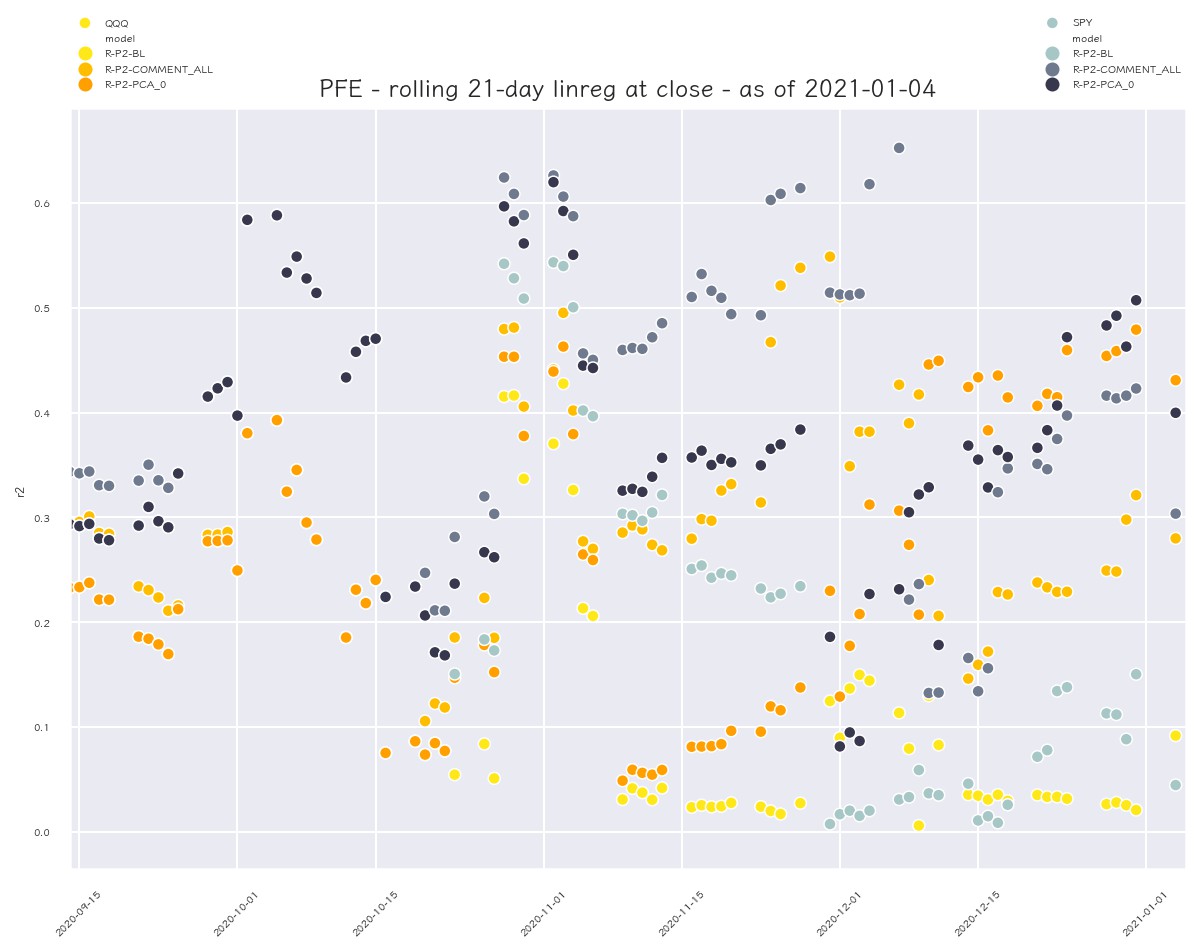 QQQ
model
R-P2-BL
R-P2-COMMENT_ALL
R-P2-PCA_0
SPY
model
R-P2-BL
R-P2-COMMENT_ALL
R-P2-PCA_0
PFE - rolling 21-day linreg at close - as of 2021-01-04
r2
0.6
0.5
0.4
0.3
0.2
0.1
0.0
2020-09-15
2020-10-01
2020-10-15
2020-11-01
2020-11-15
2020-12-01
2020-12-15
2021-01-01